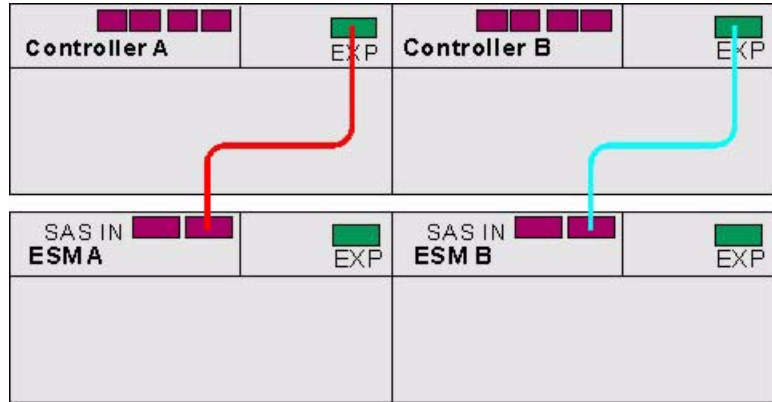 Controller A
EXP
Controller B
EXP
SAS IN
ESM A
EXP
SAS IN
ESM B
EXP